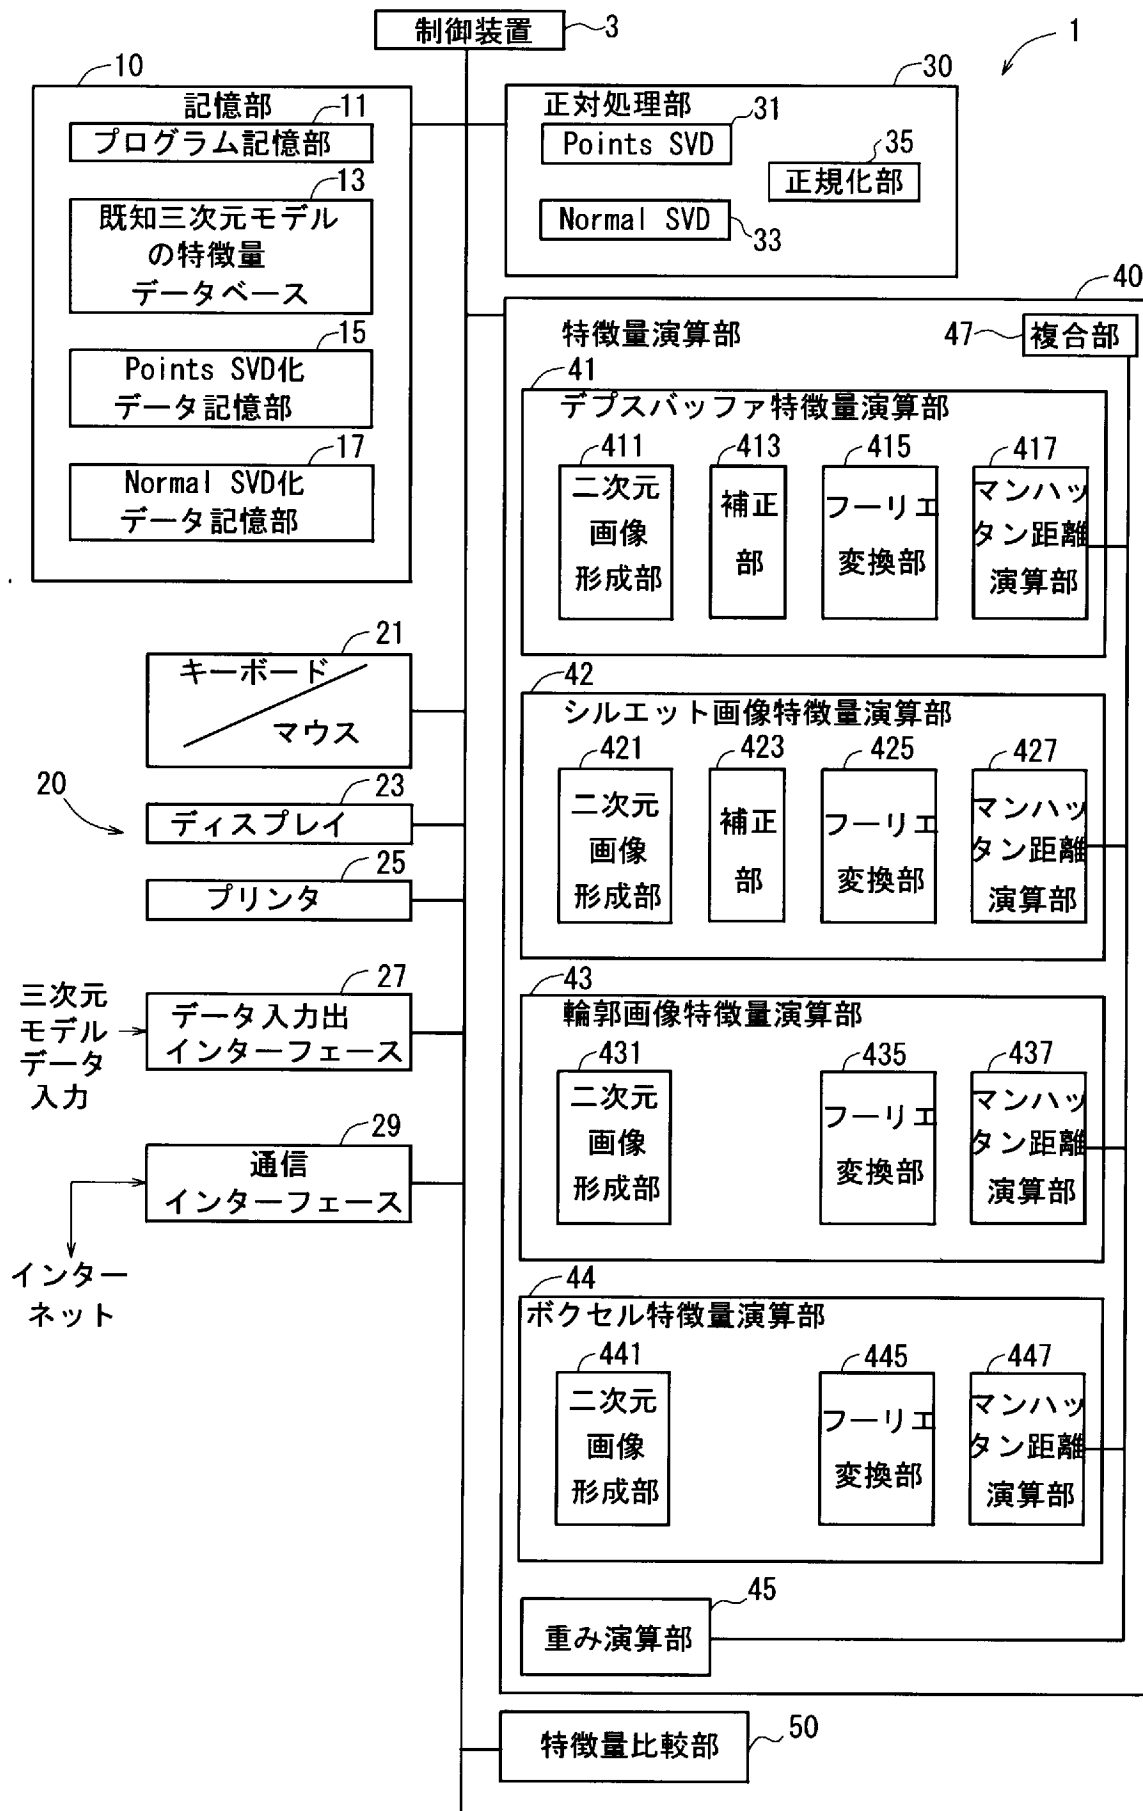 制御装置
3
1
10
記憶部
11
プログラム記憶部
13
既知三次元モデル
の特徴量
データベース
15
Points SVD化
データ記憶部
17
Normal SVD化
データ記憶部
30
正対処理部
31
Points SVD
35
正規化部
Normal SVD
33
40
特徴量演算部
47
複合部
41
デプスバッファ特徴量演算部
411
二次元
画像
形成部
413
補正
部
415
フーリエ
変換部
417
マンハッ
タン距離
演算部
42
シルエット画像特徴量演算部
421
二次元
画像
形成部
423
補正
部
425
フーリエ
変換部
427
マンハッ
タン距離
演算部
43
輪郭画像特徴量演算部
431
二次元
画像
形成部
435
フーリエ
変換部
437
マンハッ
タン距離
演算部
44
ボクセル特徴量演算部
441
二次元
画像
形成部
445
フーリエ
変換部
447
マンハッ
タン距離
演算部
45
重み演算部
特徴量比較部
50
20
21
キーボード
マウス
23
ディスプレイ
25
プリンタ
27
三次元
モデル
データ
入力
データ入力出
インターフェース
29
通信
インターフェース
インター
ネット